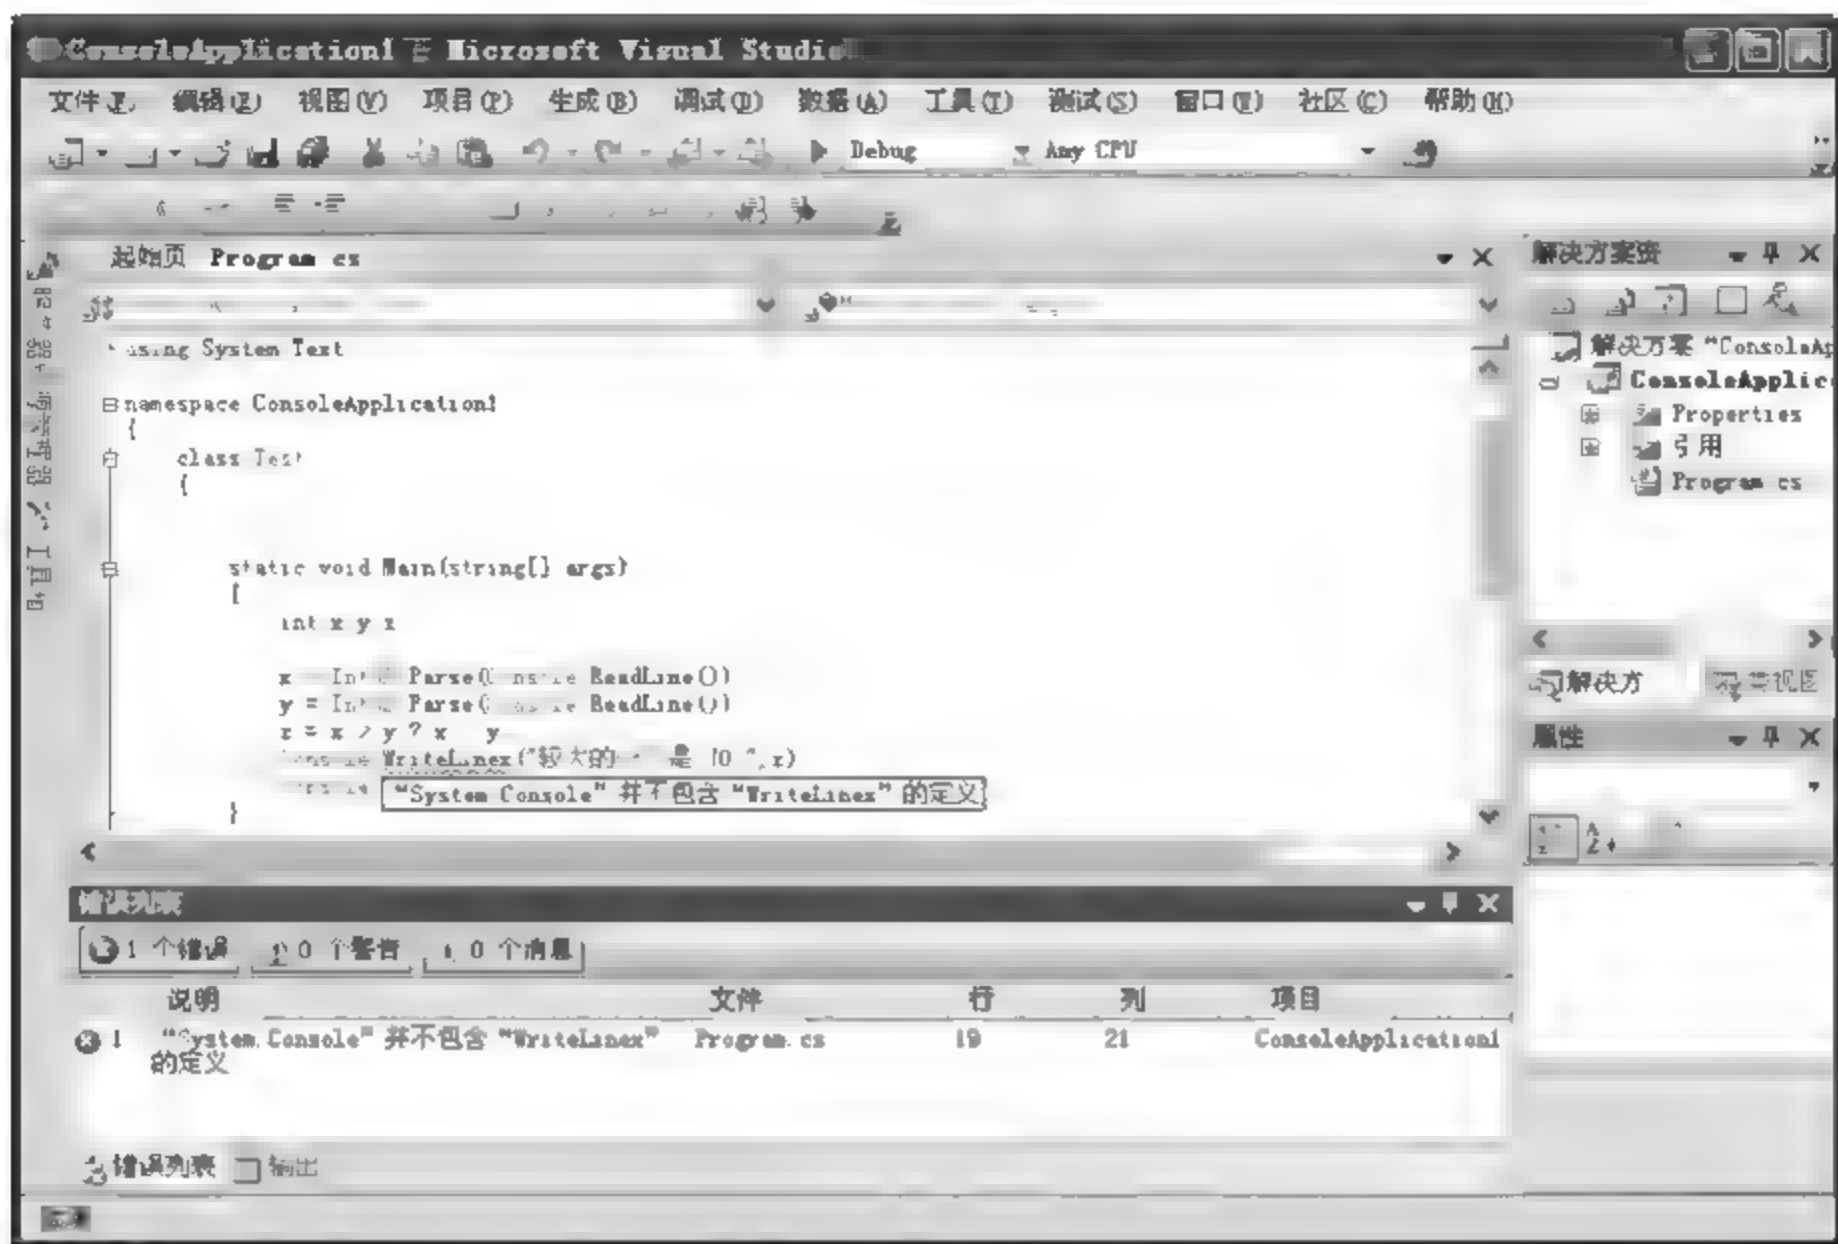 ConsoleApplication1 - Microsoft Visual Studio
文件(F) 编辑(E) 视图(V) 项目(P) 生成(B) 调试(D) 数据(A) 工具(T) 测试(S) 窗口(W) 社区(C) 帮助(H)
Debug Any CPU
起始页 Program cs
解决方案资
using System Text
解决方案 "ConsoleAp
ConsoleApplic
namespace ConsoleApplication1
{
Properties
class Test
引用
{
Program cs
static void Main(string[] args)
int x y z
x Parse( ReadLine())
解决方 类视图
y = Parse( ReadLine())
z = x > y ? x y
属性
WriteLinex("较大的 是 {0 ", z)
"System Console" 并不包含 "WriteLinex" 的定义
}
错误列表
1 个错误 0 个警告 0 个消息
说明 文件 行 列 项目
1 "System.Console" 并不包含 "WriteLinex" Program.cs 19 21 ConsoleApplication1
的定义
错误列表 输出